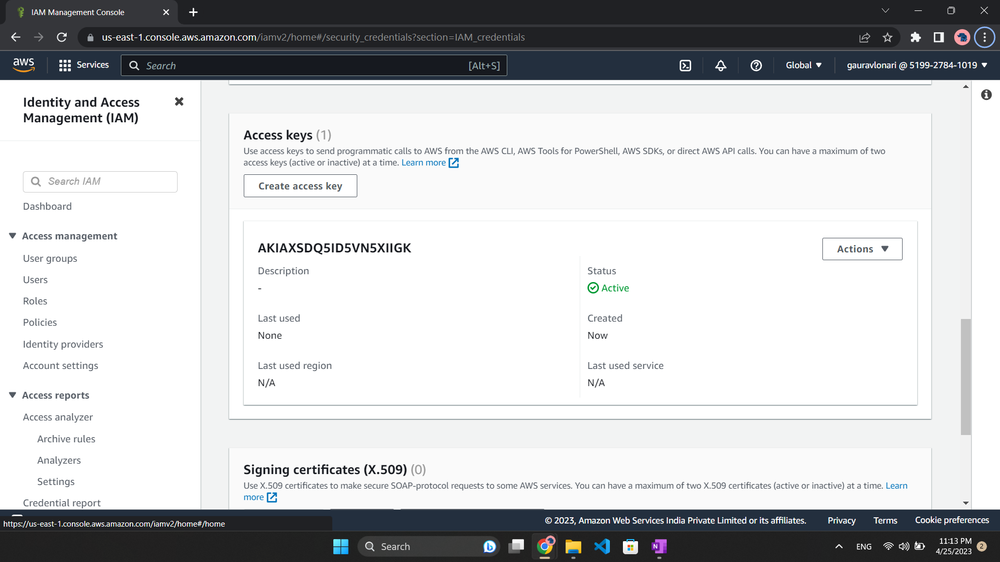 IAM Management Console
us-east-1.console.aws.amazon.com/iamv2/home#/security_credentials?section=IAM_credentials
aws
Services
Search
[Alt+S]
Global
gauravlonari @ 5199-2784-1019
Identity and Access
Management (IAM)
Search IAM
Dashboard
Access management
User groups
Users
Roles
Policies
Identity providers
Account settings
Access reports
Access analyzer
Archive rules
Analyzers
Settings
Credential report
Access keys (1)
Use access keys to send programmatic calls to AWS from the AWS CLI, AWS Tools for PowerShell, AWS SDKs, or direct AWS API calls. You can have a maximum of two
access keys (active or inactive) at a time. Learn more
Create access key
AKIAXSDQ5ID5VN5XIIGK
Actions
Description
-
Status
Active
Last used
None
Created
Now
Last used region
N/A
Last used service
N/A
Signing certificates (X.509) (0)
Use X.509 certificates to make secure SOAP-protocol requests to some AWS services. You can have a maximum of two X.509 certificates (active or inactive) at a time. Learn
more
https://us-east-1.console.aws.amazon.com/iamv2/home#/home
© 2023, Amazon Web Services India Private Limited or its affiliates.
Privacy
Terms
Cookie preferences
Search
ENG
11:13 PM
4/25/2023
2